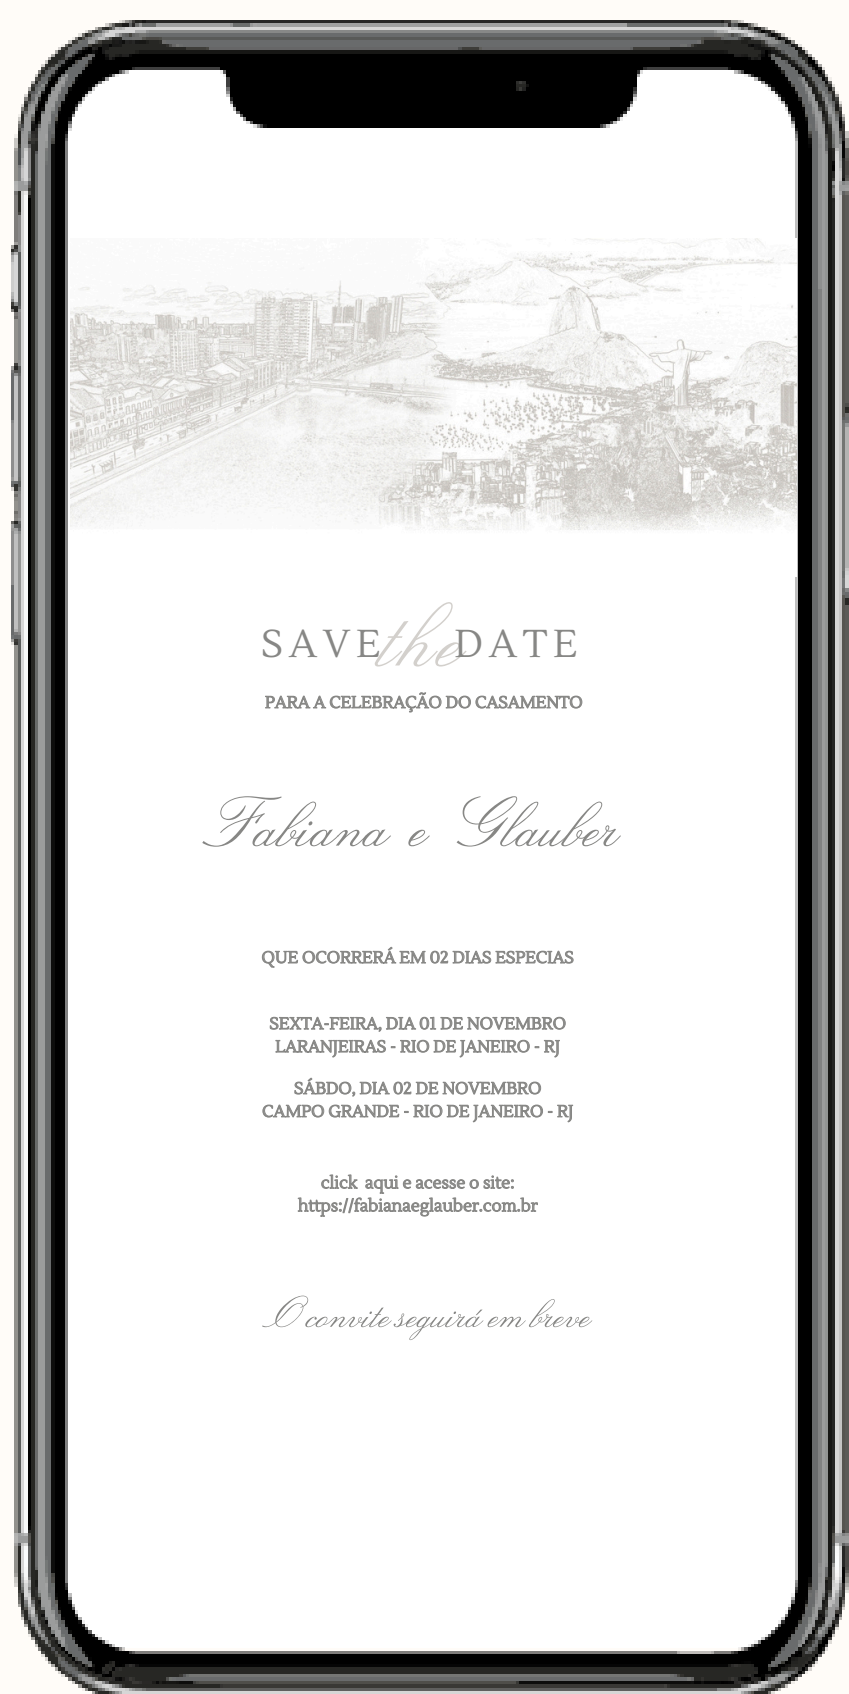 SAVE the DATE
PARA A CELEBRAÇÃO DO CASAMENTO
Fabiana e Glauber
QUE OCORRERÁ EM 02 DIAS ESPECIAS
SEXTA-FEIRA, DIA 01 DE NOVEMBRO
LARANJEIRAS - RIO DE JANEIRO - RJ
SÁBDO, DIA 02 DE NOVEMBRO
CAMPO GRANDE - RIO DE JANEIRO - RJ
click aqui e acesse o site:
https://fabianaeglauber.com.br
O convite seguirá em breve